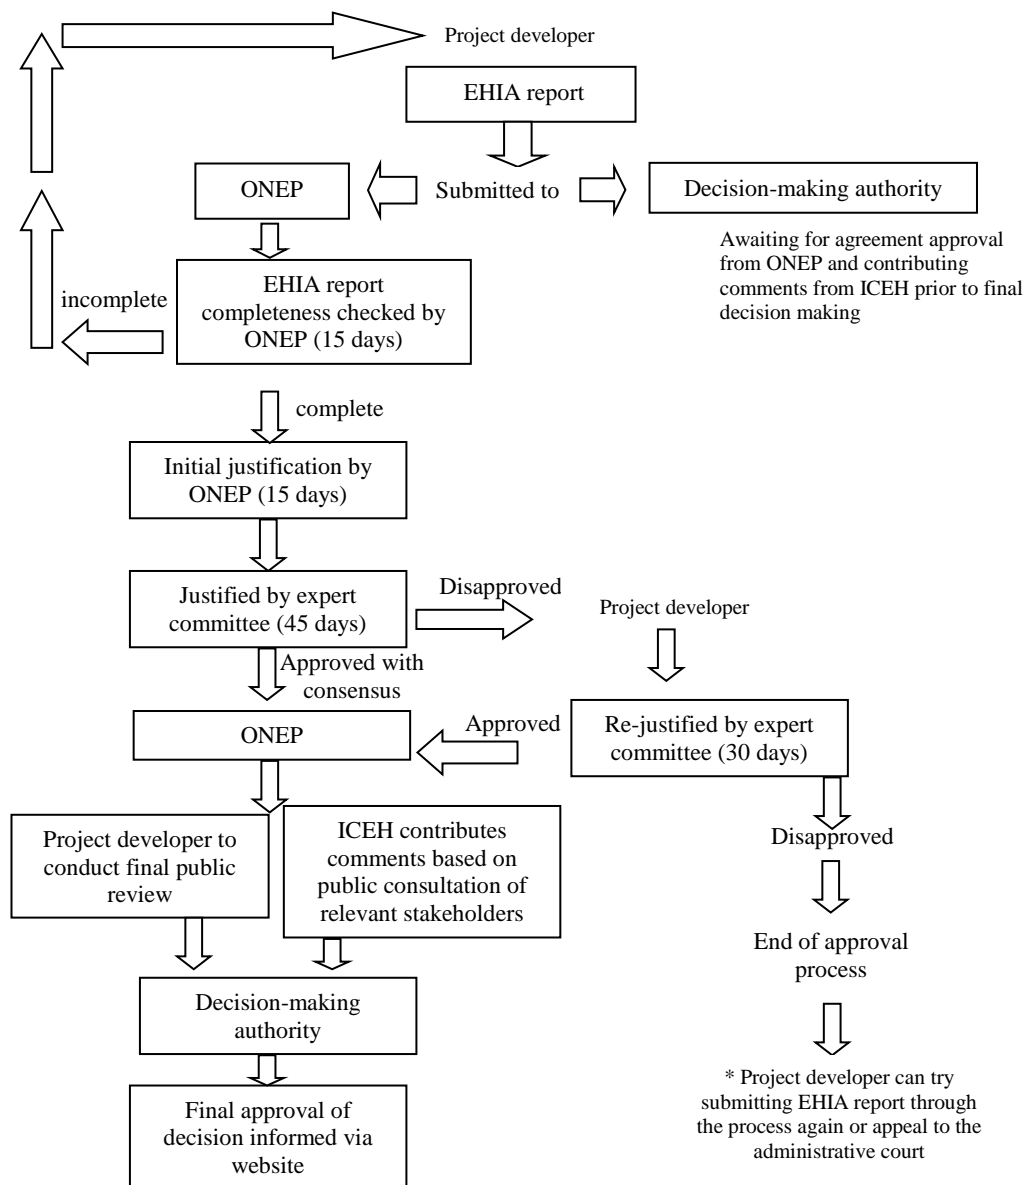 Project developer
EHIA report
ONEP
Submitted to
Decision-making authority
Awaiting for agreement approval
from ONEP and contributing
comments from ICEH prior to final
decision making
incomplete
EHIA report
completeness checked by
ONEP (15 days)
complete
Initial justification by
ONEP (15 days)
Justified by expert
committee (45 days)
Disapproved
Project developer
Approved with
consensus
ONEP
Approved
Re-justified by expert
committee (30 days)
Project developer to
conduct final public
review
ICEH contributes
comments based on
public consultation of
relevant stakeholders
Disapproved
End of approval
process
Decision-making
authority
Final approval of
decision informed via
website
* Project developer can try
submitting EHIA report through
the process again or appeal to the
administrative court